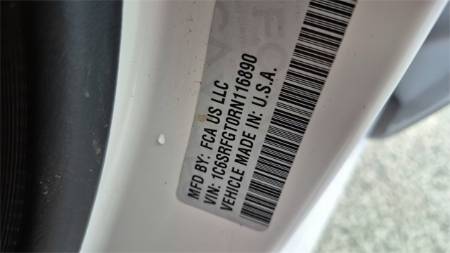 MFD BY: FCA US LLC
VIN: 1C6SRFGT0RN116890
VEHICLE MADE IN: U.S.A.